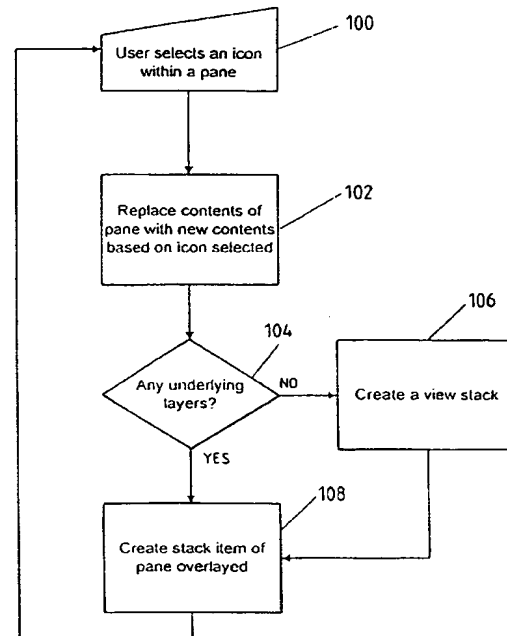 100
User selects an icon
within a pane
102
Replace contents of
pane with new contents
based on icon selected
104
106
Any underlying
layers?
NO
Create a view stack
YES
108
Create stack item of
pane overlayed